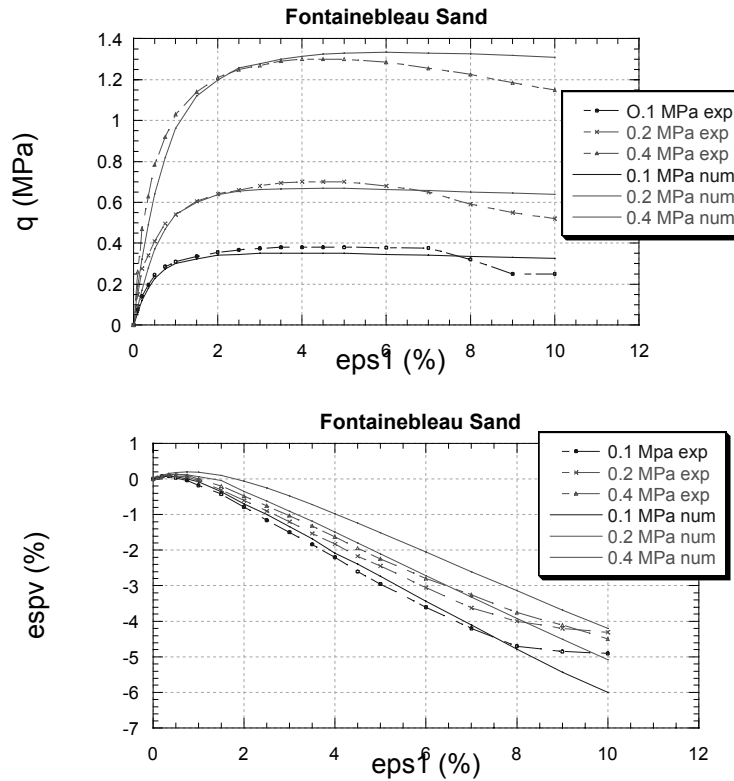 Fontainebleau Sand
1.4
1.2
1
0.8
0.6
0.4
0.2
0
q (MPa)
O.1 MPa exp
0.2 MPa exp
0.4 MPa exp
0.1 MPa num
0.2 MPa num
0.4 MPa num
0 2 4 6 8 10 12
eps1 (%)
Fontainebleau Sand
1
0
-1
-2
-3
-4
-5
-6
-7
espv (%)
0.1 Mpa exp
0.2 MPa exp
0.4 MPa exp
0.1 MPa num
0.2 MPa num
0.4 MPa num
0 2 4 6 8 10 12
eps1 (%)